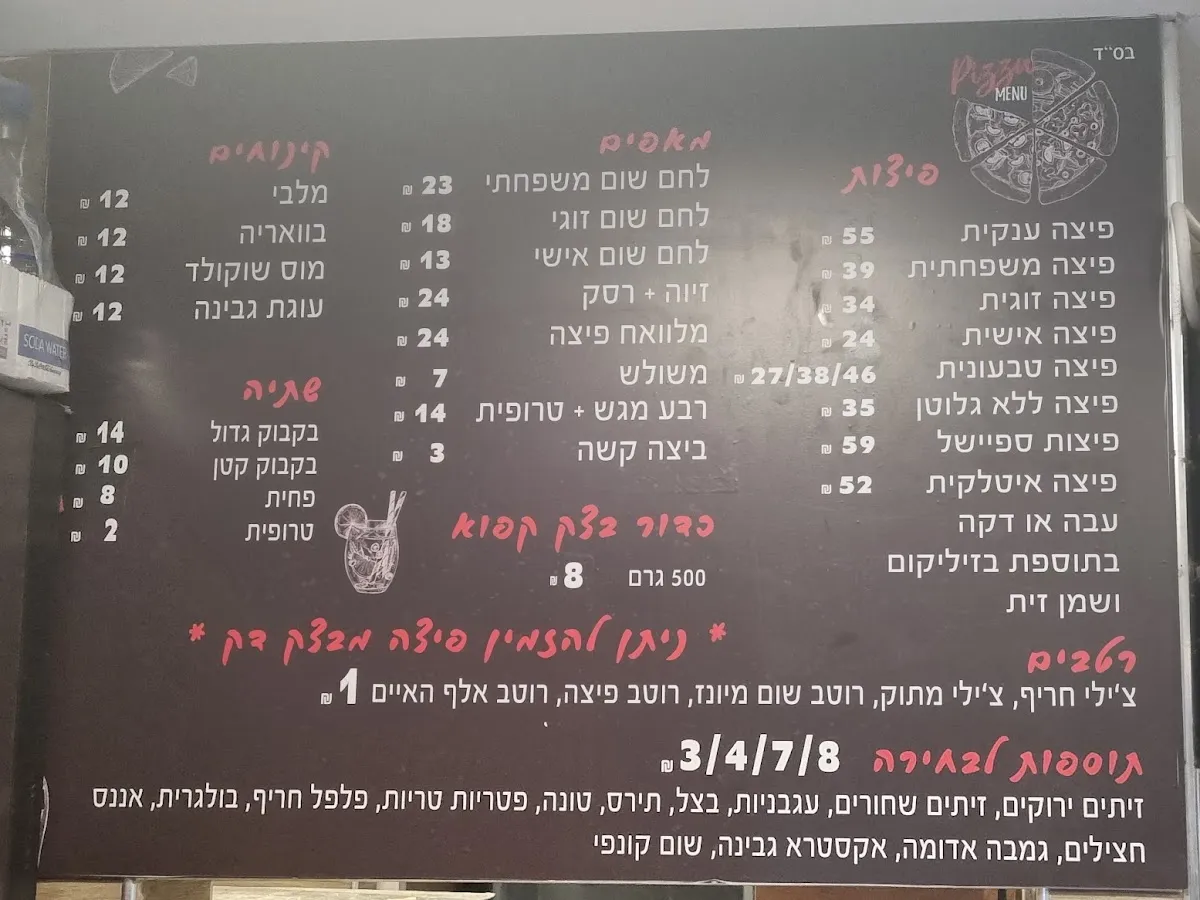 בס"ד
Pizza
MENU
פיצות
פיצה ענקית 55 ₪
פיצה משפחתית 39 ₪
פיצה זוגית 34 ₪
פיצה אישית 24 ₪
פיצה טבעונית 27/38/46 ₪
פיצה ללא גלוטן 35 ₪
פיצות ספיישל 59 ₪
פיצה איטלקית 52 ₪
עבה או דקה
בתוספת בזיליקום
ושמן זית
מאפים
לחם שום משפחתי 23 ₪
לחם שום זוגי 18 ₪
לחם שום אישי 13 ₪
זיוה + רסק 24 ₪
מלוואח פיצה 24 ₪
משולש 7 ₪
רבע מגש + טרופית 14 ₪
ביצה קשה 3 ₪
כדור בצק קפוא
500 גרם 8 ₪
קינוחים
מלבי 12 ₪
בוואריה 12 ₪
מוס שוקולד 12 ₪
עוגת גבינה 12 ₪
שתיה
בקבוק גדול 14 ₪
בקבוק קטן 10 ₪
פחית 8 ₪
טרופית 2 ₪
* ניתן להזמין פיצה מבצק דק *
רטבים
צ'ילי חריף, צ'ילי מתוק, רוטב שום מיונז, רוטב פיצה, רוטב אלף האיים 1 ₪
תוספות לבחירה 3/4/7/8 ₪
זיתים ירוקים, זיתים שחורים, עגבניות, בצל, תירס, טונה, פטריות טריות, פלפל חריף, בולגרית, אננס
חצילים, גמבה אדומה, אקסטרא גבינה, שום קונפי
SODA WATER